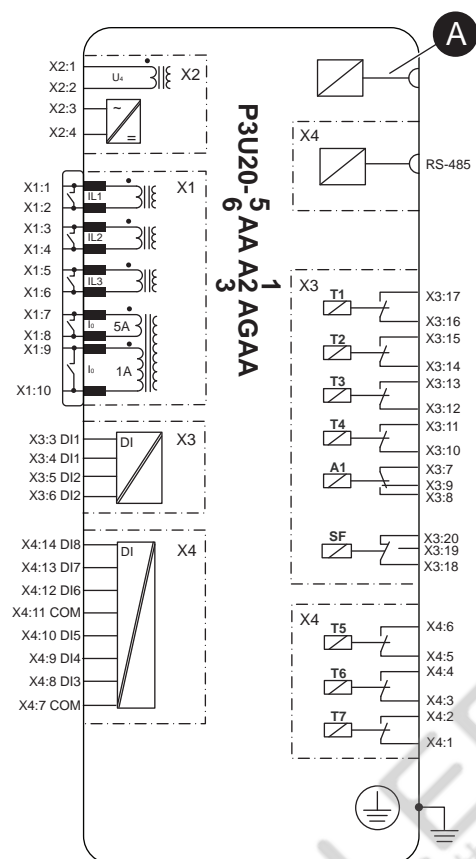 A
X2:1
X2:2
U4
X2
X2:3
X2:4
~
=
X4
RS-485
P3U20-
5
6
AA A
1
2
3
AGAA
X1
X1:1
IL1
X1:2
X1:3
IL2
X1:4
X1:5
IL3
X1:6
X1:7
I0
5A
X1:8
X1:9
I0
1A
X1:10
X3
T1
X3:17
X3:16
T2
X3:15
X3:14
T3
X3:13
X3:12
T4
X3:11
X3:10
A1
X3:7
X3:9
X3:8
SF
X3:20
X3:19
X3:18
X3:3 DI1
X3:4 DI1
X3:5 DI2
X3:6 DI2
DI
X3
X4:14 DI8
X4:13 DI7
X4:12 DI6
X4:11 COM
X4:10 DI5
X4:9 DI4
X4:8 DI3
X4:7 COM
DI
X4
X4
T5
X4:6
X4:5
T6
X4:4
X4:3
T7
X4:2
X4:1